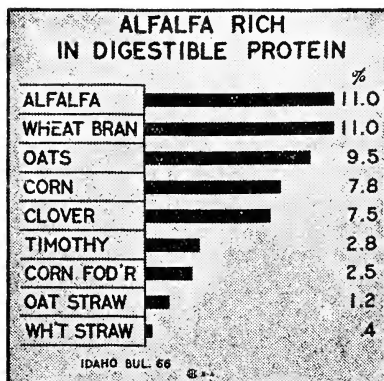 ALFALFA RICH
IN DIGESTIBLE PROTEIN
%
ALFALFA 11.0
WHEAT BRAN 11.0
OATS 9.5
CORN 7.8
CLOVER 7.5
TIMOTHY 2.8
CORN FOD'R 2.5
OAT STRAW 1.2
WH'T STRAW .4
IDAHO BUL. 66